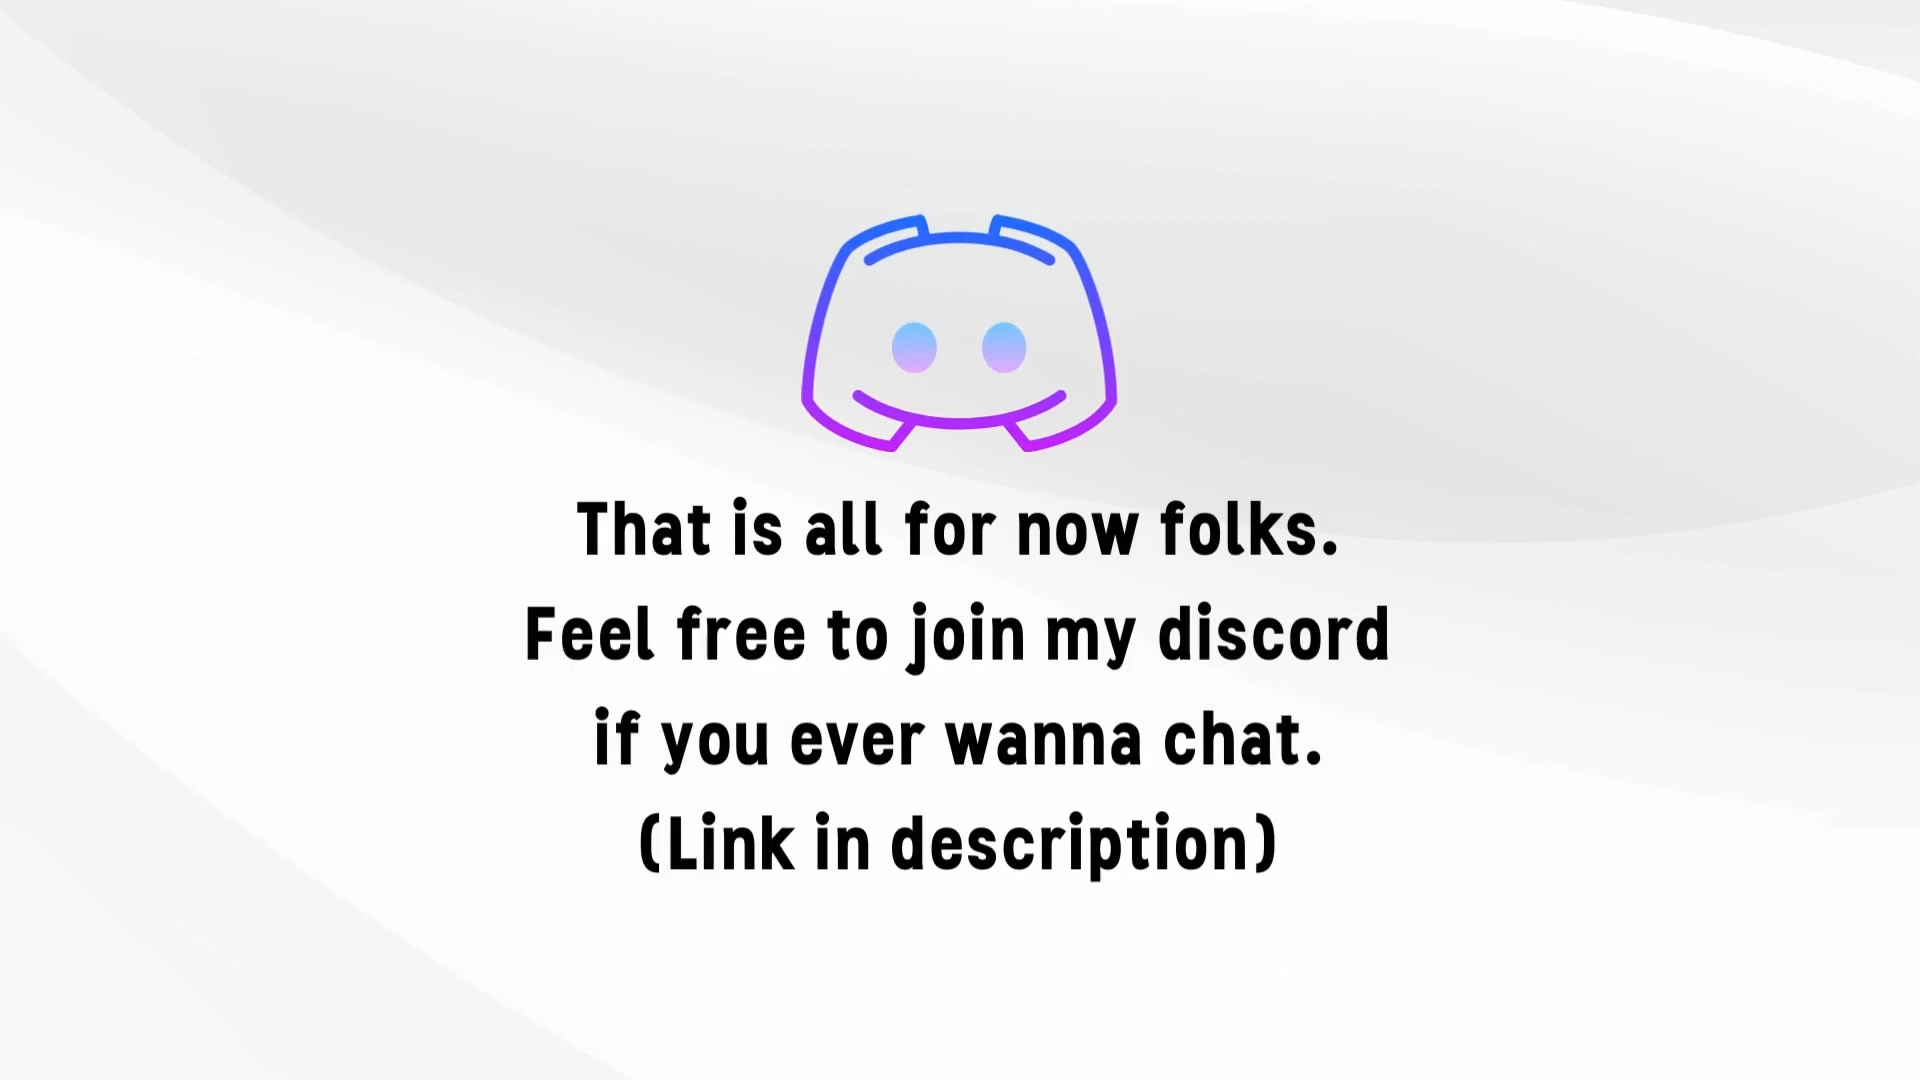 That is all for now folks.
Feel free to join my discord
if you ever wanna chat.
(Link in description)